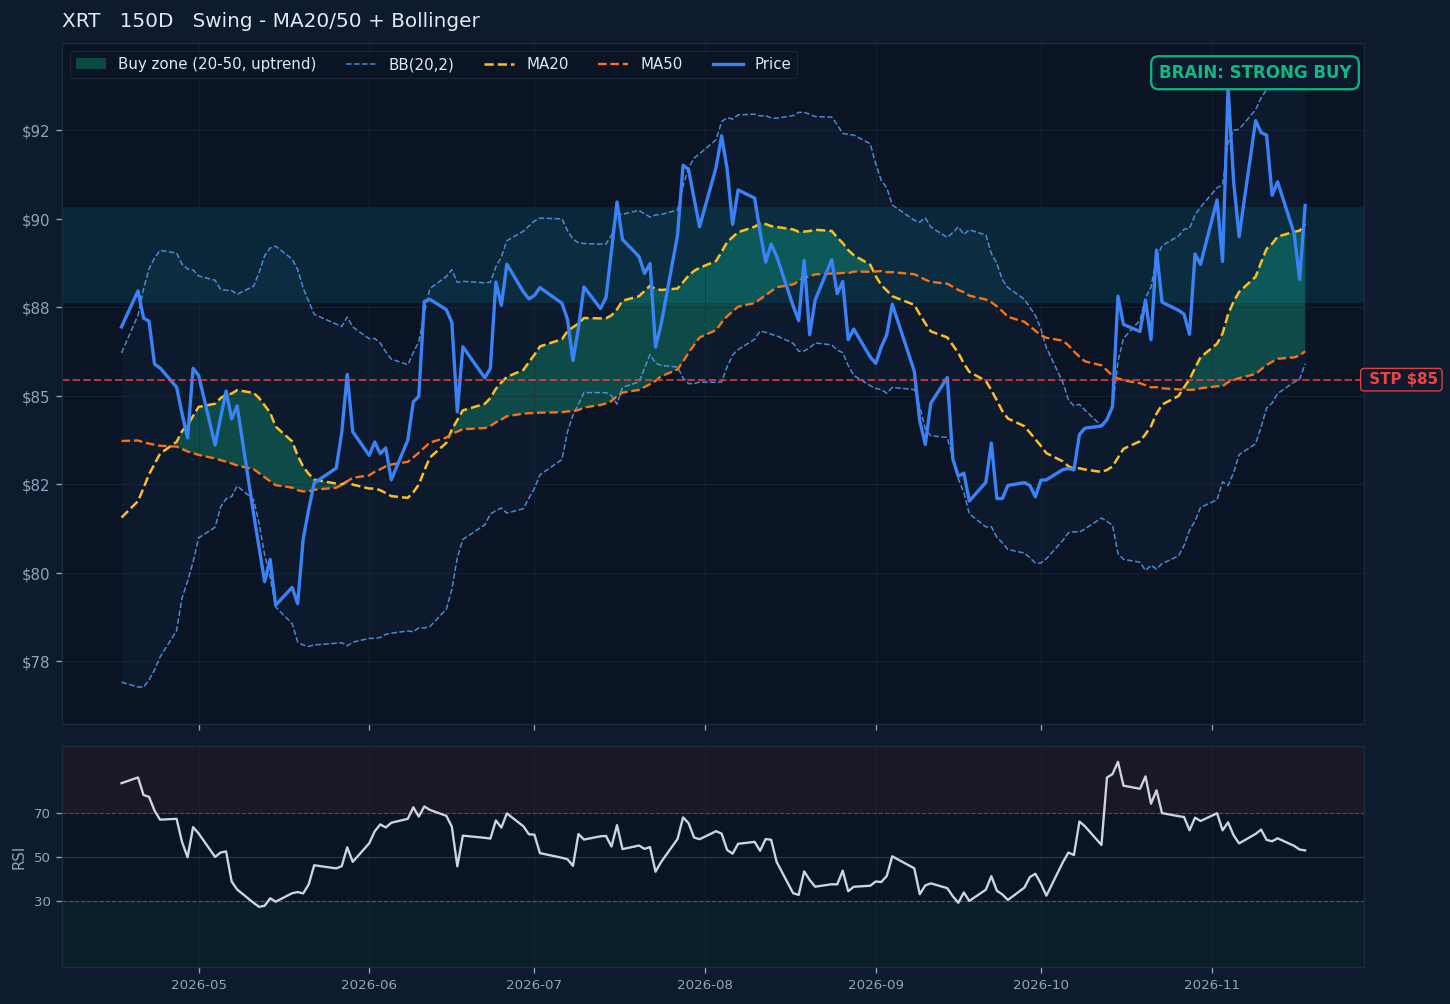 XRT   150D   Swing - MA20/50 + Bollinger
Buy zone (20-50, uptrend)
BB(20,2)
MA20
MA50
Price
BRAIN: STRONG BUY
$92
$90
$88
$85
$82
$80
$78
STP $85
RSI
70
50
30
2026-05
2026-06
2026-07
2026-08
2026-09
2026-10
2026-11